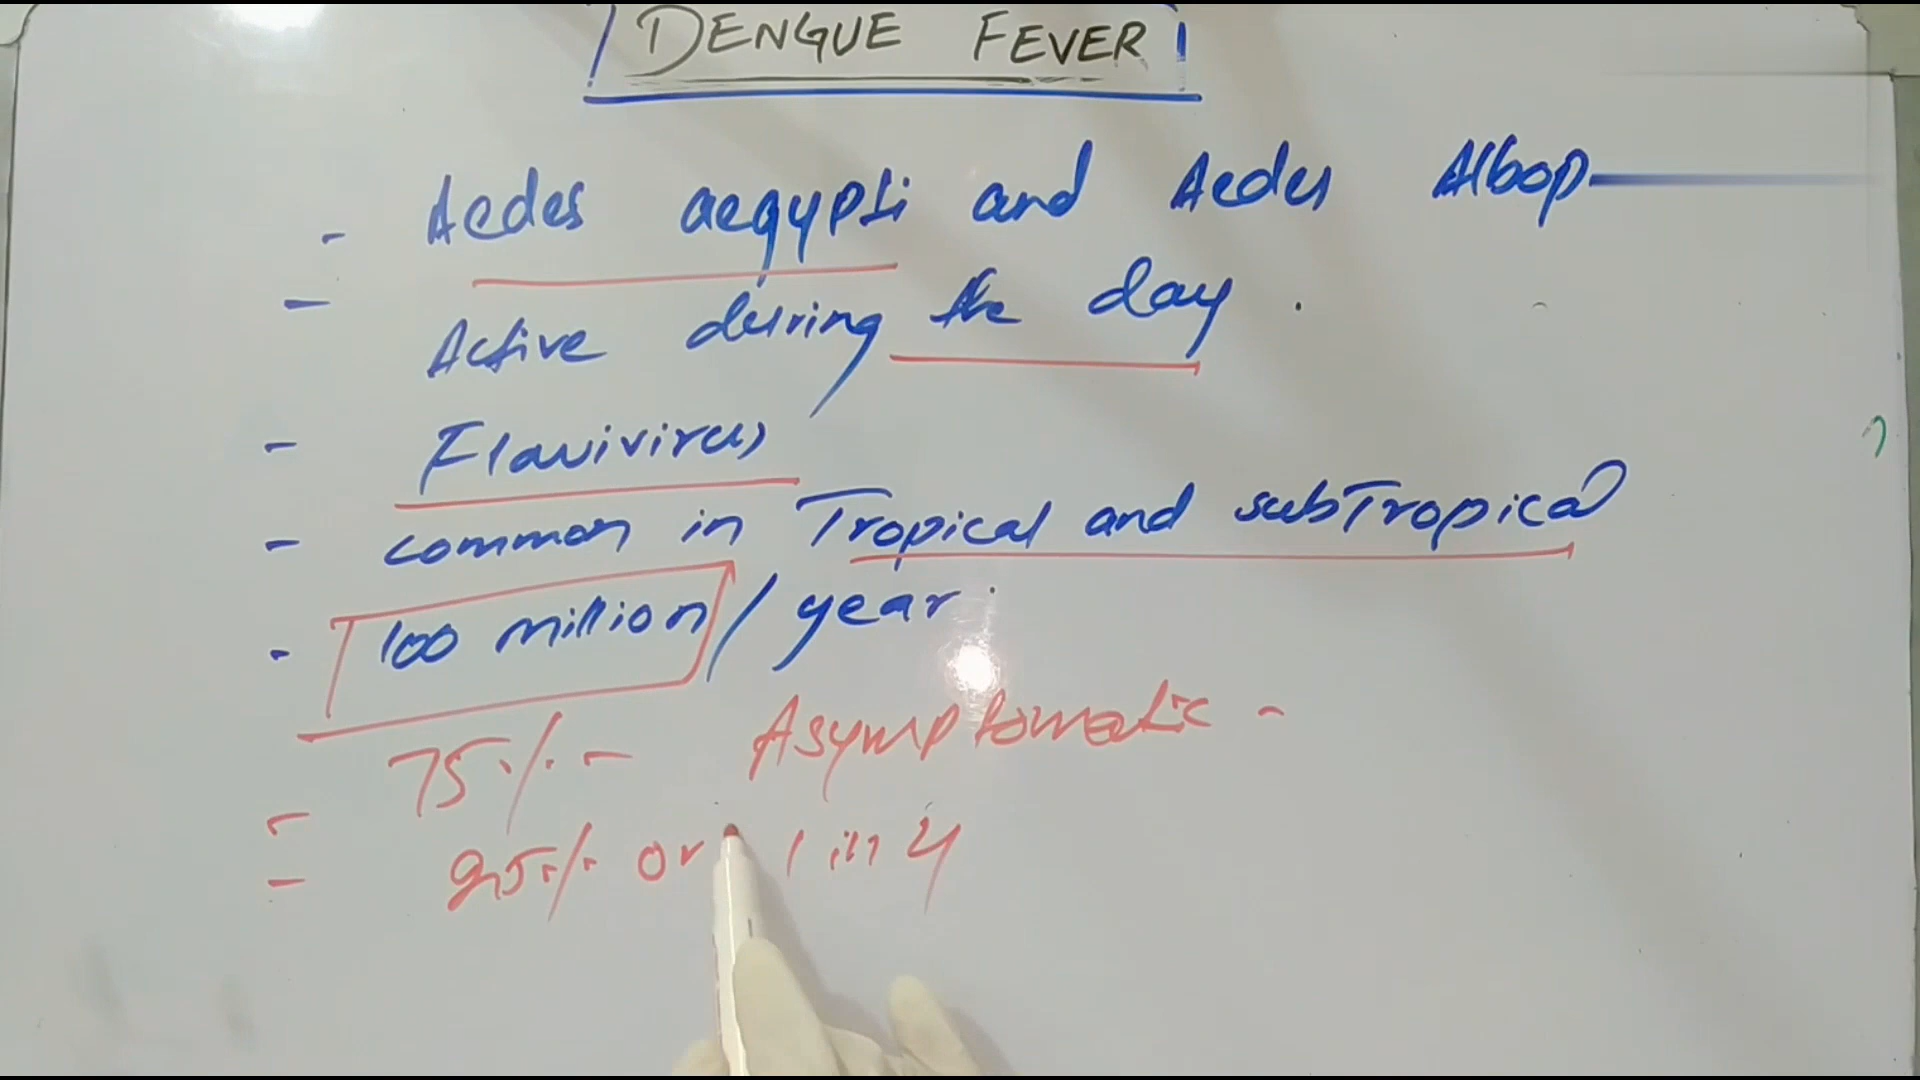 DENGUE FEVER
- Aedes aegypti and Aedes Albop
- Active during the day.
- Flavivirus
- common in Tropical and subTropical
- 100 million / year.
- 75% - Asymptomatic -
- 25% or 1 in 4